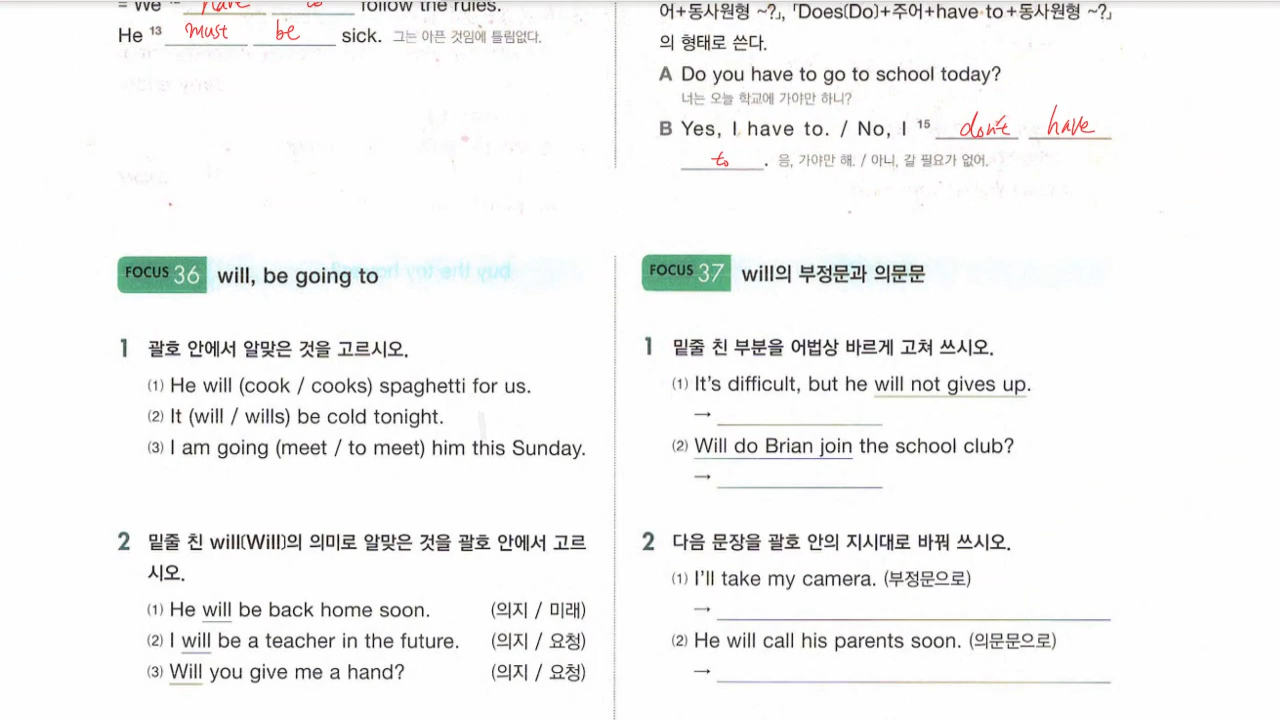 = We have to follow the rules.
He 13 must be sick. 그는 아픈 것임에 틀림없다.
어+동사원형 ~?」, 「Does(Do)+주어+have to+동사원형 ~?」
의 형태로 쓴다.
A Do you have to go to school today?
너는 오늘 학교에 가야만 하니?
B Yes, I have to. / No, I 15 don't have
to . 응, 가야만 해. / 아니, 갈 필요가 없어.
FOCUS 36 will, be going to
1 괄호 안에서 알맞은 것을 고르시오.
(1) He will (cook / cooks) spaghetti for us.
(2) It (will / wills) be cold tonight.
(3) I am going (meet / to meet) him this Sunday.
2 밑줄 친 will(Will)의 의미로 알맞은 것을 괄호 안에서 고르
시오.
(1) He will be back home soon. (의지 / 미래)
(2) I will be a teacher in the future. (의지 / 요청)
(3) Will you give me a hand? (의지 / 요청)
FOCUS 37 will의 부정문과 의문문
1 밑줄 친 부분을 어법상 바르게 고쳐 쓰시오.
(1) It's difficult, but he will not gives up.
→
(2) Will do Brian join the school club?
→
2 다음 문장을 괄호 안의 지시대로 바꿔 쓰시오.
(1) I'll take my camera. (부정문으로)
→
(2) He will call his parents soon. (의문문으로)
→